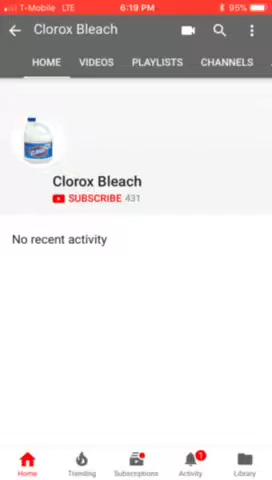 T-Mobile LTE 6:19 PM 95%
Clorox Bleach
HOME VIDEOS PLAYLISTS CHANNELS
Clorox Bleach
SUBSCRIBE 431
No recent activity
1
Home Trending Subscriptions Activity Library